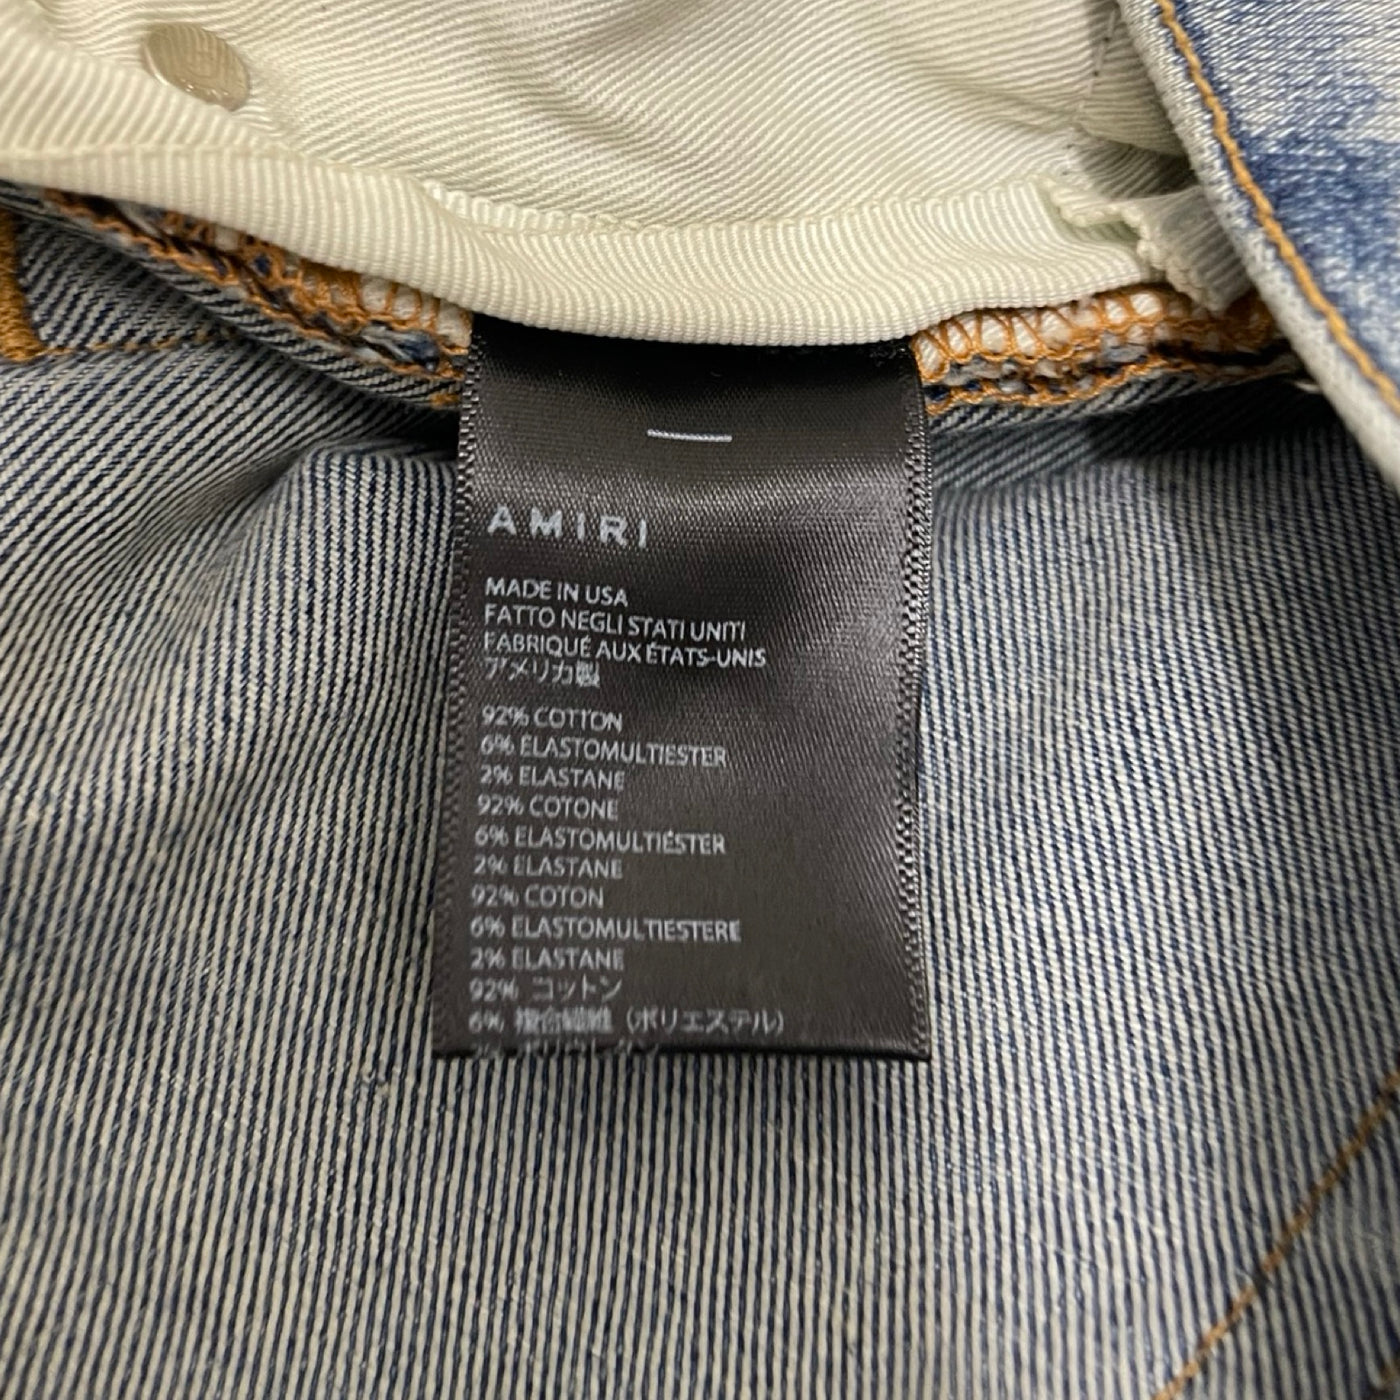 AMIRI
MADE IN USA
FATTO NEGLI STATI UNITI
FABRIQUÉ AUX ÉTATS-UNIS
アメリカ製
92% COTTON
6% ELASTOMULTIESTER
2% ELASTANE
92% COTONE
6% ELASTOMULTIÉSTER
2% ELASTANE
92% COTON
6% ELASTOMULTIESTERE
2% ELASTANE
92% コットン
6% 複合繊維 (ポリエステル)